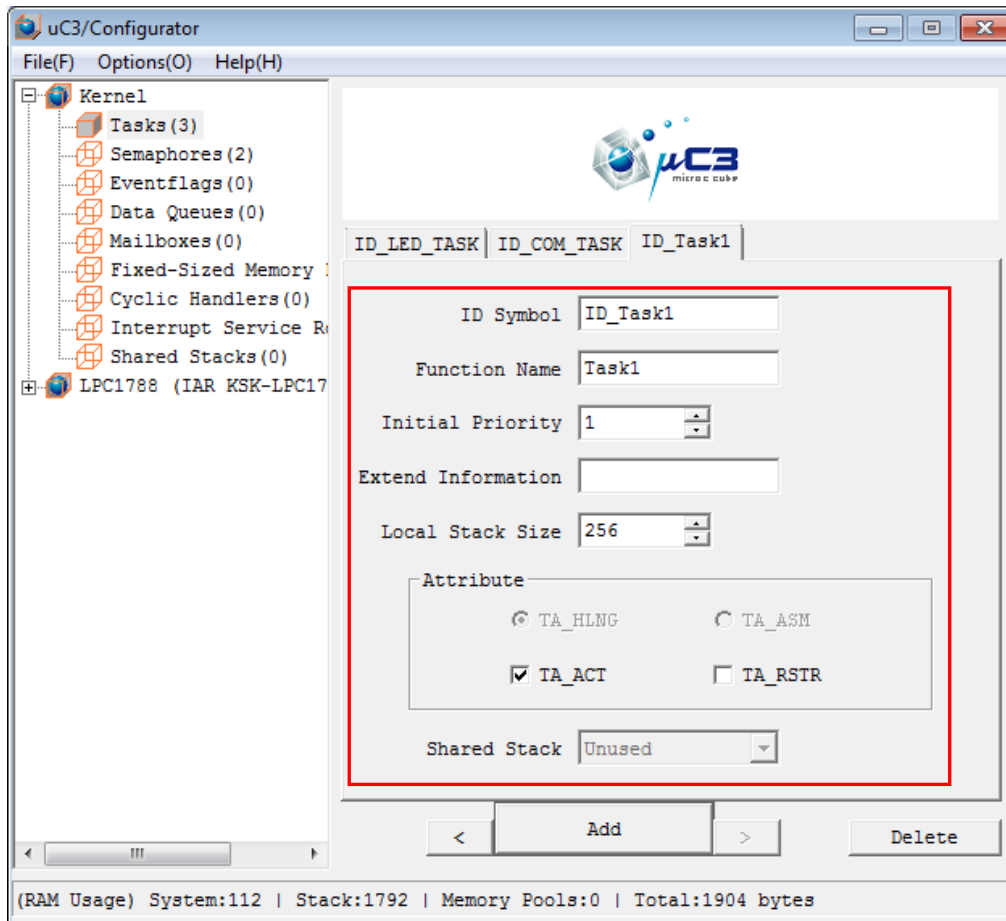 uC3/Configurator
File(F) Options(O) Help(H)
Kernel
Tasks(3)
Semaphores(2)
Eventflags(0)
Data Queues(0)
Mailboxes(0)
Fixed-Sized Memory
Cyclic Handlers(0)
Interrupt Service R
Shared Stacks(0)
LPC1788 (IAR KSK-LPC17
μC3
micro c cube
ID_LED_TASK ID_COM_TASK ID_Task1
ID Symbol ID_Task1
Function Name Task1
Initial Priority 1
Extend Information
Local Stack Size 256
Attribute
TA_HLNG TA_ASM
TA_ACT TA_RSTR
Shared Stack Unused
< Add > Delete
(RAM Usage) System:112 | Stack:1792 | Memory Pools:0 | Total:1904 bytes